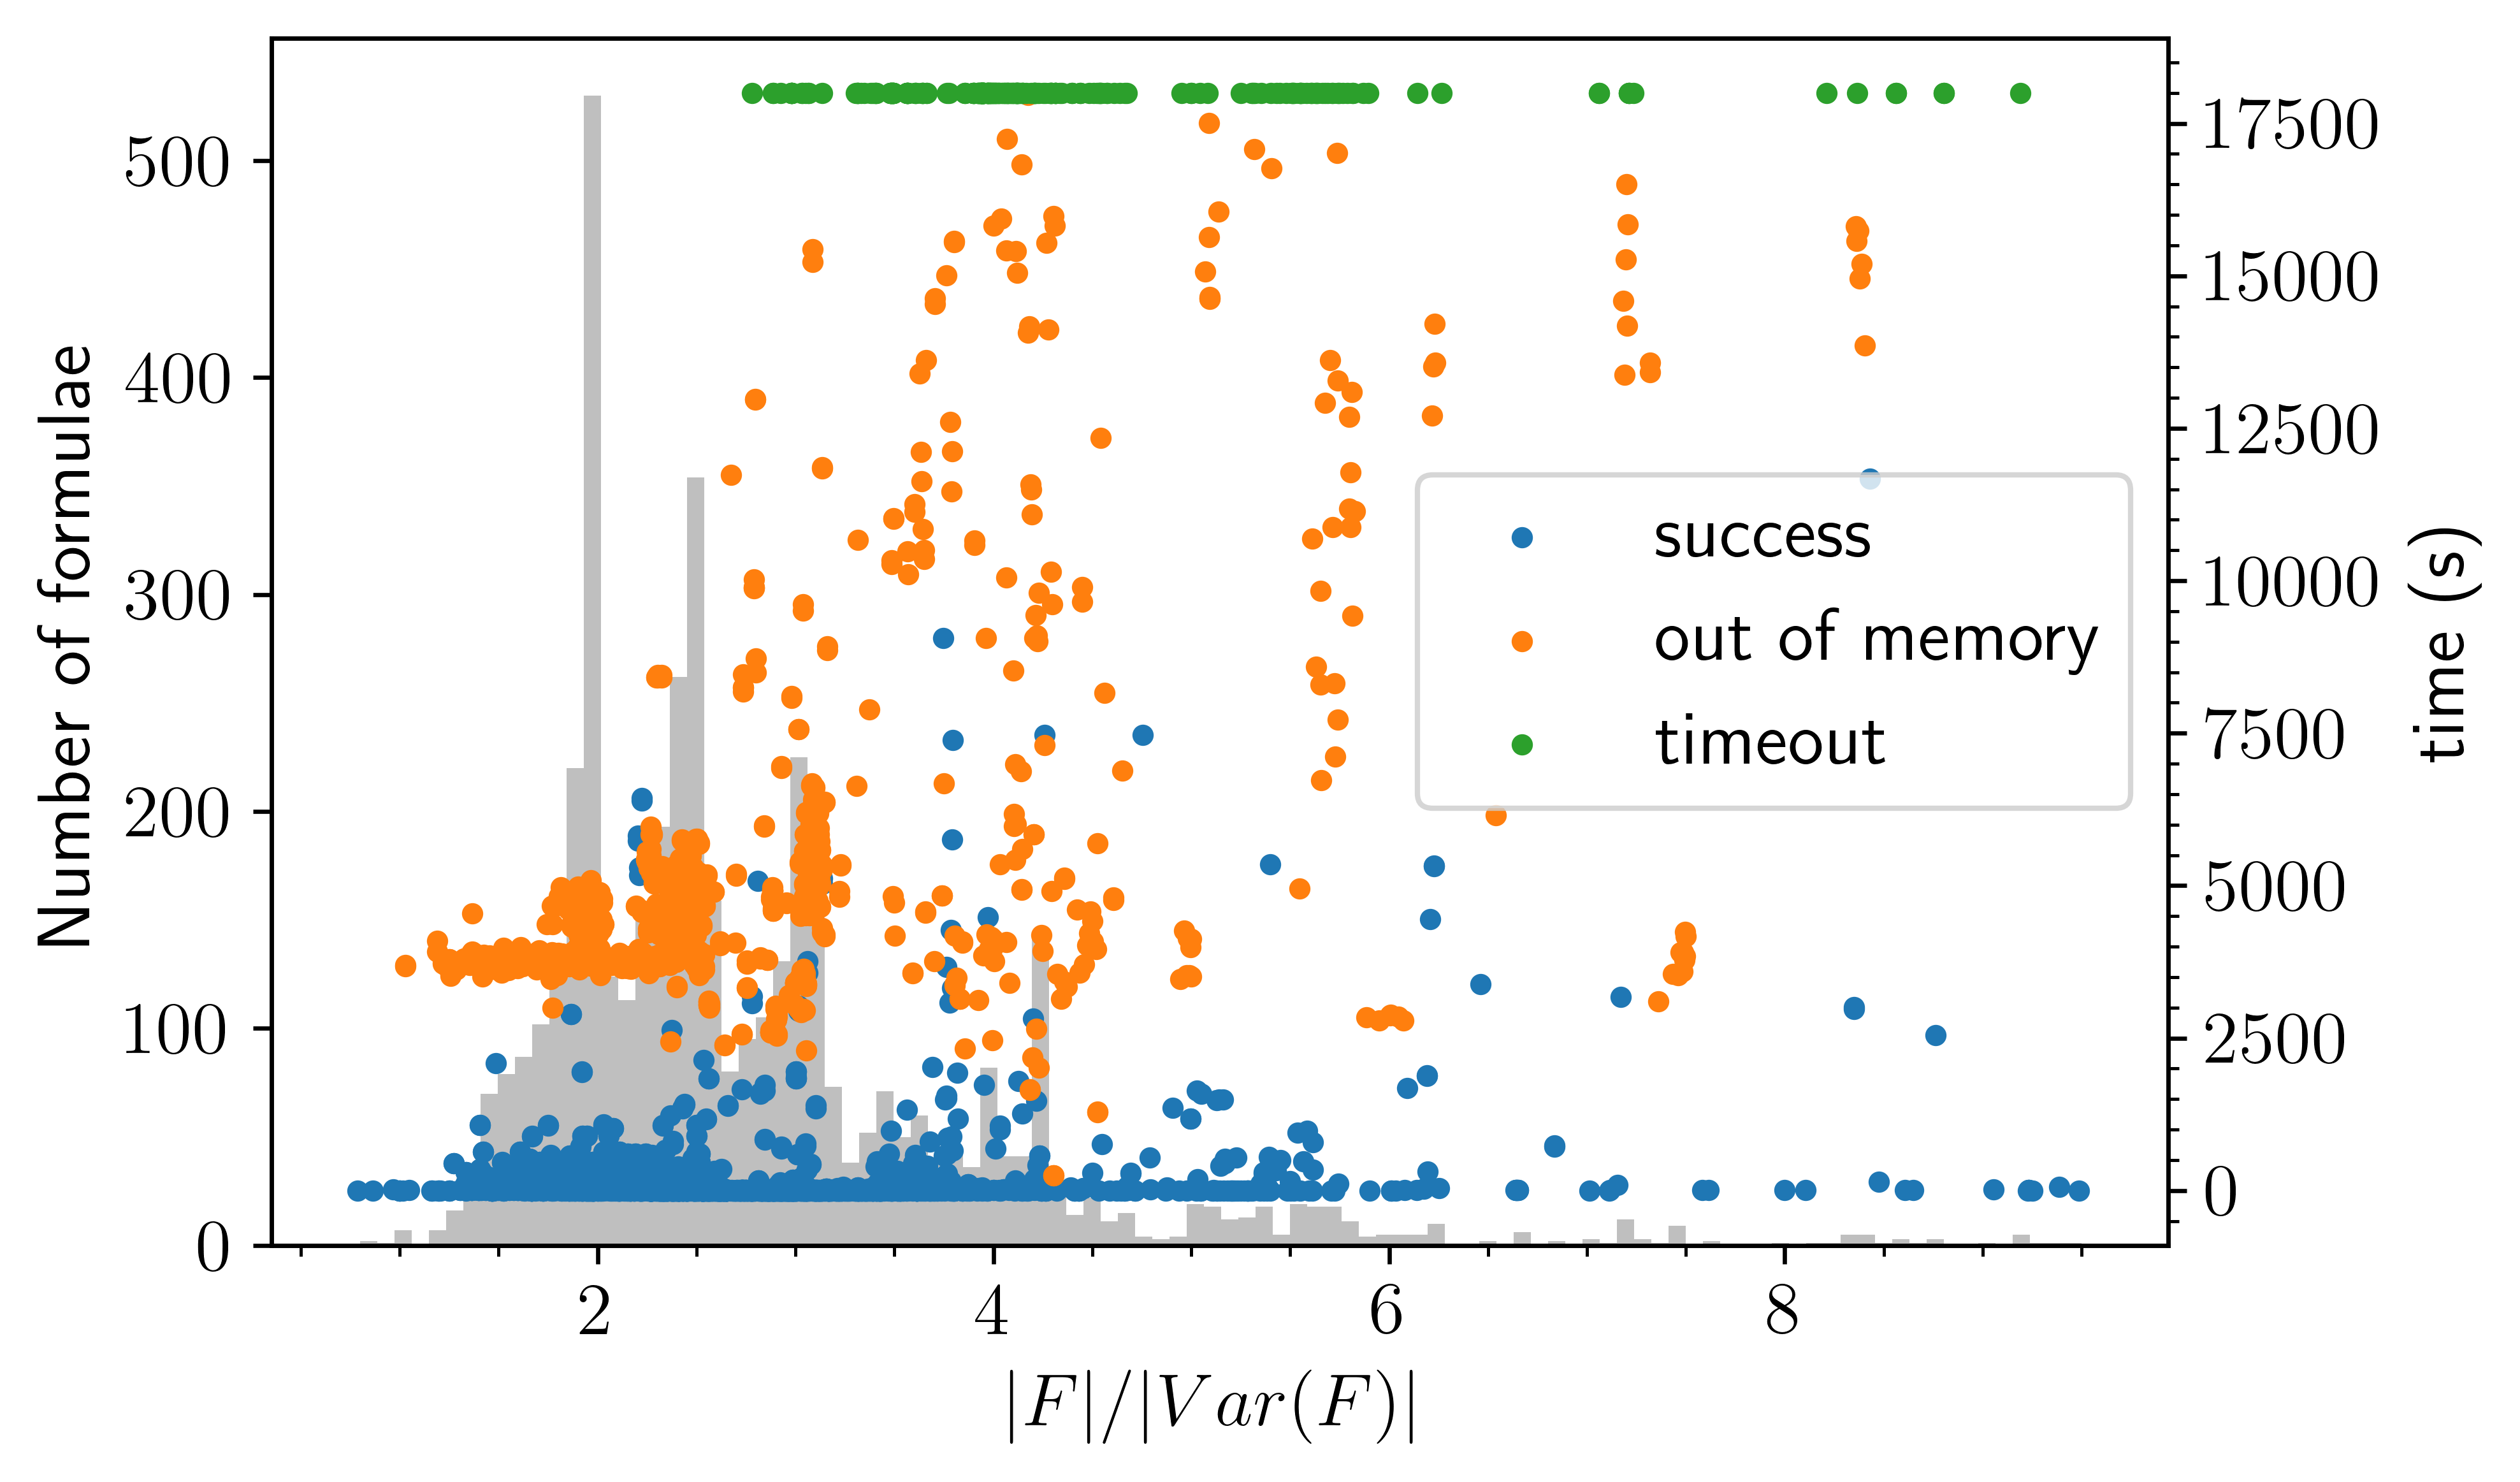 Number of formulae
500
400
300
200
100
0
2 4 6 8
|F|/|Var(F)|
17500
15000
12500
10000
7500
5000
2500
0
time (s)
success
out of memory
timeout